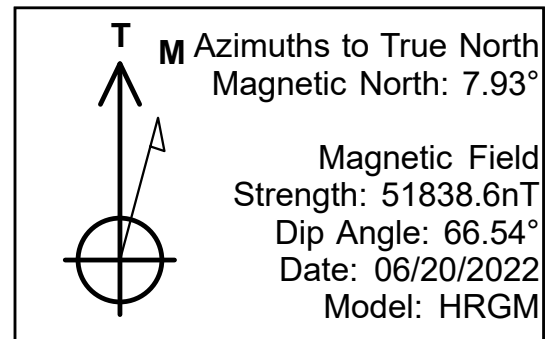 T
M Azimuths to True North
Magnetic North: 7.93°
Magnetic Field
Strength: 51838.6nT
Dip Angle: 66.54°
Date: 06/20/2022
Model: HRGM